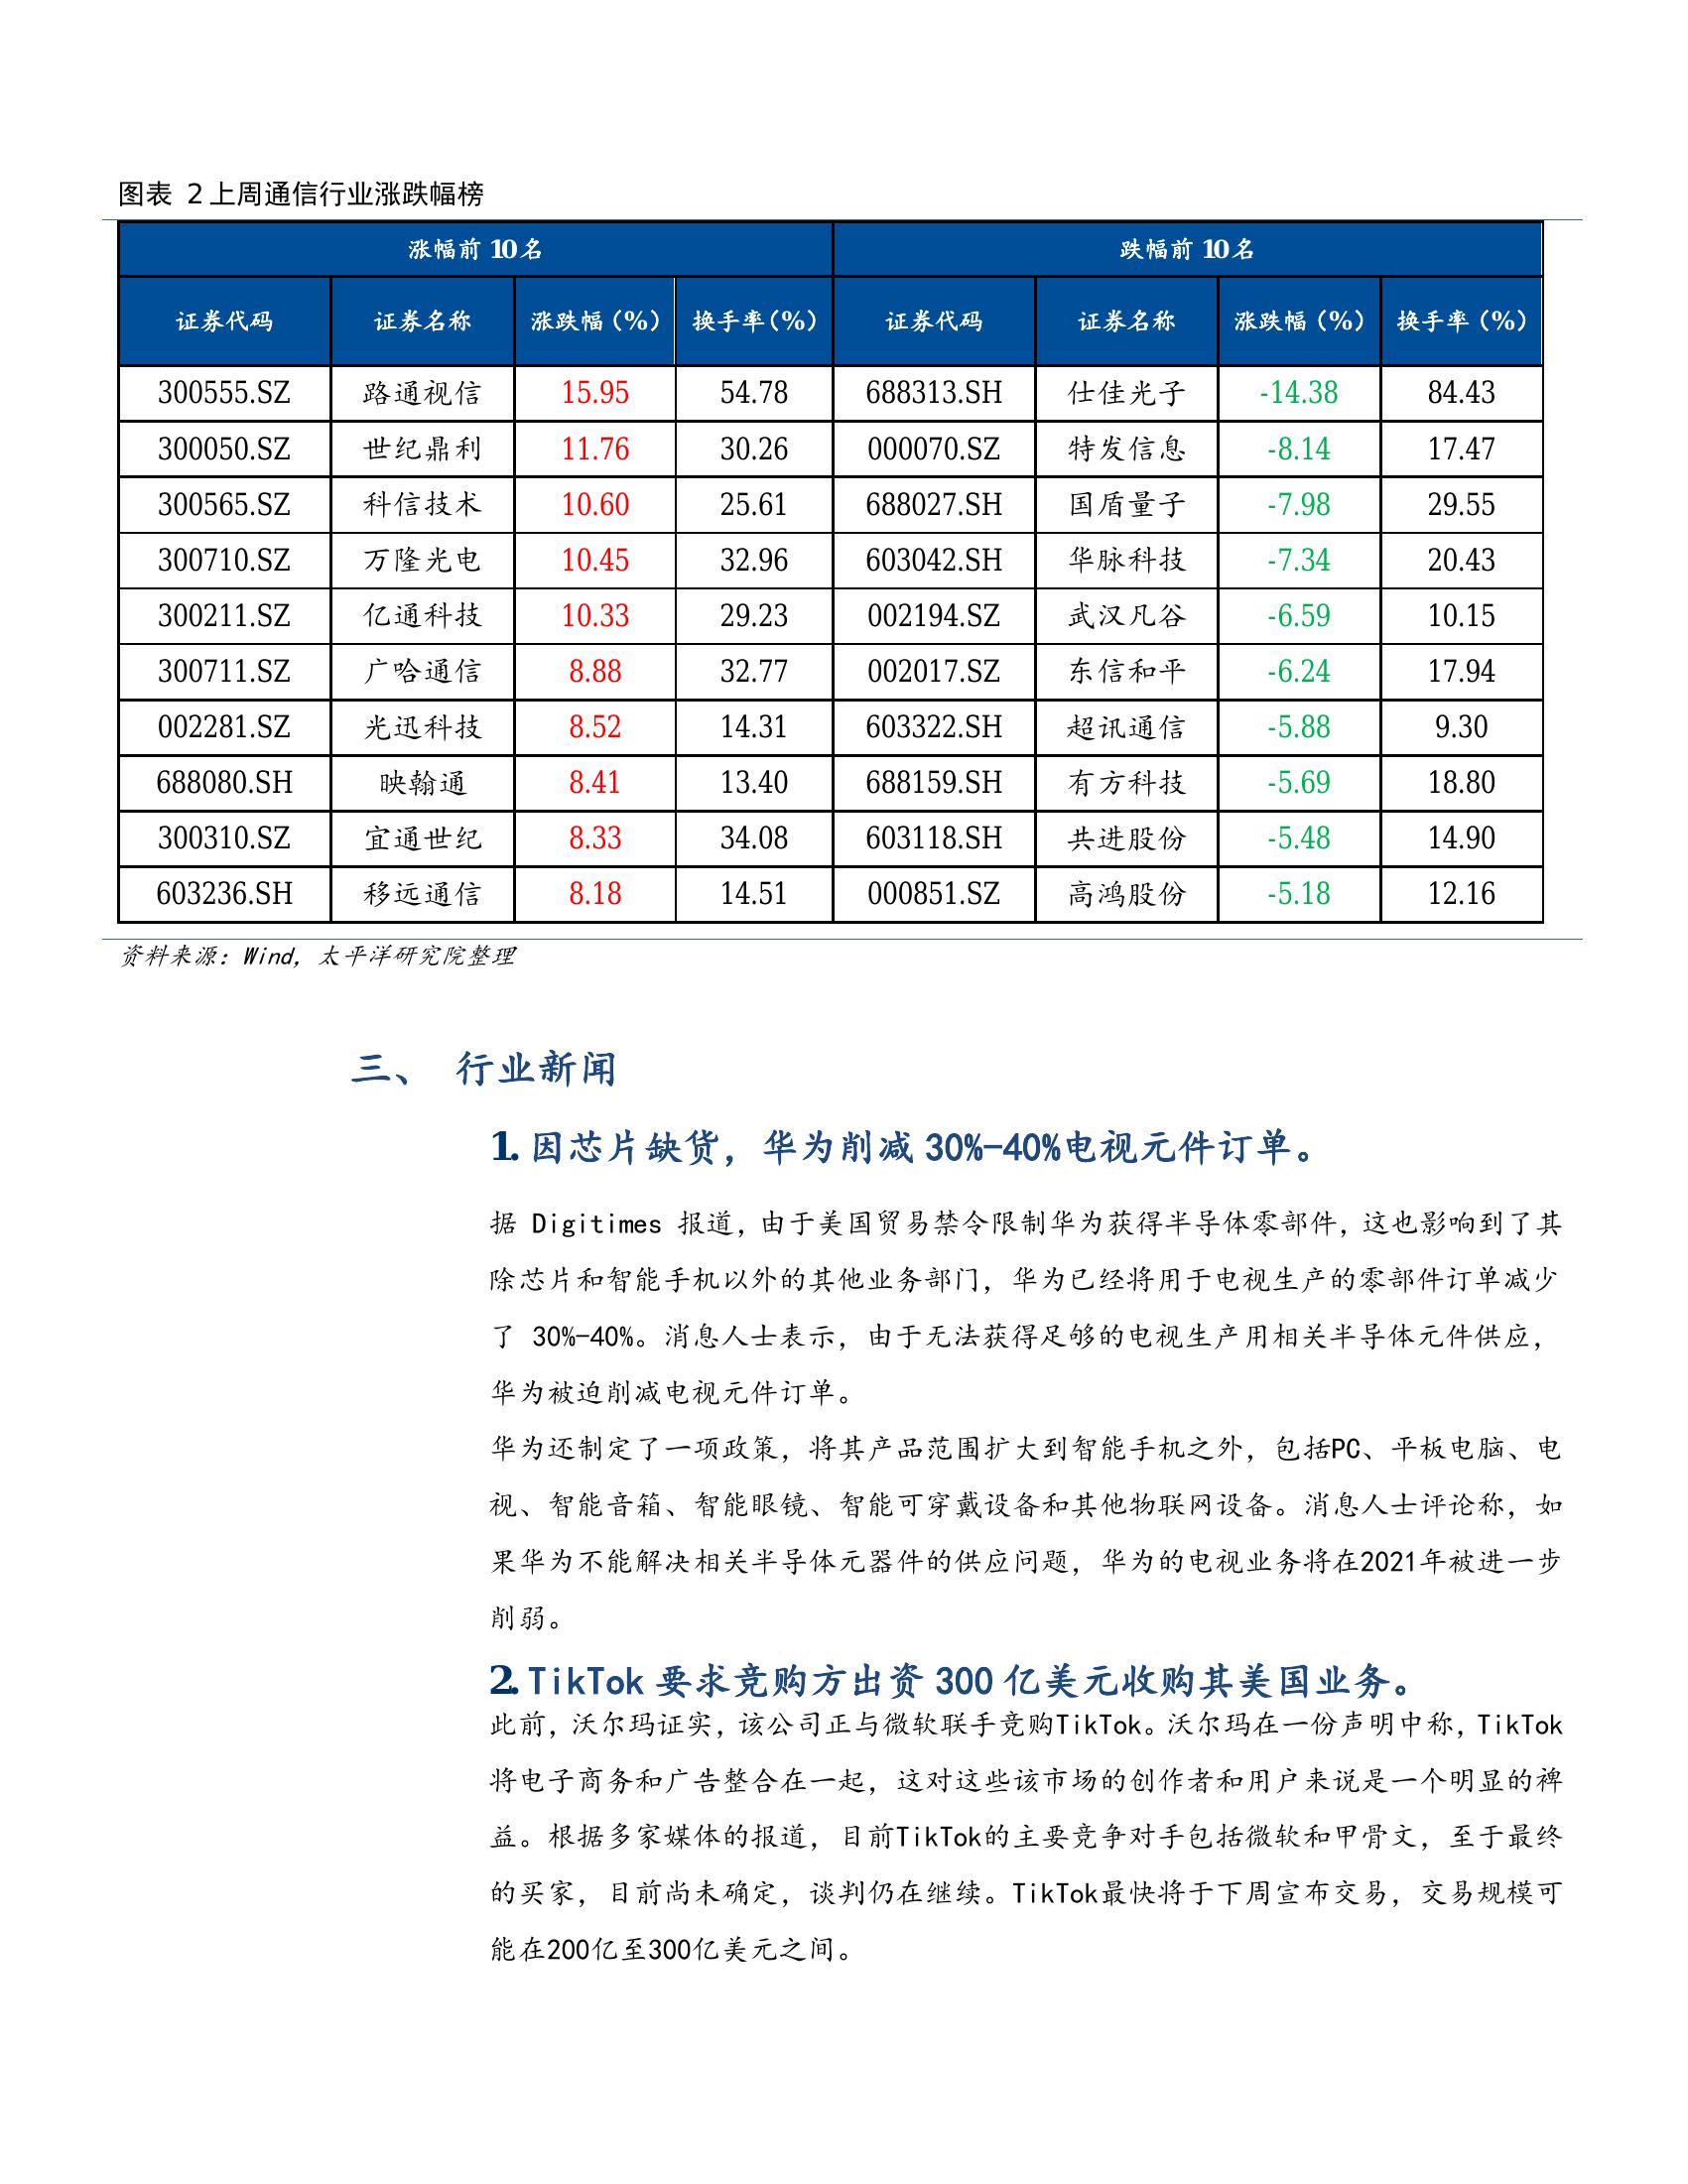 图表 2 上周通信行业涨跌幅榜
涨幅前 10 名 跌幅前 10 名
证券代码 证券名称 涨跌幅（%） 换手率（%） 证券代码 证券名称 涨跌幅（%） 换手率（%）
300555.SZ 路通视信 15.95 54.78 688313.SH 仕佳光子 -14.38 84.43
300050.SZ 世纪鼎利 11.76 30.26 000070.SZ 特发信息 -8.14 17.47
300565.SZ 科信技术 10.60 25.61 688027.SH 国盾量子 -7.98 29.55
300710.SZ 万隆光电 10.45 32.96 603042.SH 华脉科技 -7.34 20.43
300211.SZ 亿通科技 10.33 29.23 002194.SZ 武汉凡谷 -6.59 10.15
300711.SZ 广哈通信 8.88 32.77 002017.SZ 东信和平 -6.24 17.94
002281.SZ 光迅科技 8.52 14.31 603322.SH 超讯通信 -5.88 9.30
688080.SH 映翰通 8.41 13.40 688159.SH 有方科技 -5.69 18.80
300310.SZ 宜通世纪 8.33 34.08 603118.SH 共进股份 -5.48 14.90
603236.SH 移远通信 8.18 14.51 000851.SZ 高鸿股份 -5.18 12.16
资料来源：Wind，太平洋研究院整理
三、 行业新闻
1. 因芯片缺货，华为削减 30%-40%电视元件订单。
据 Digitimes 报道，由于美国贸易禁令限制华为获得半导体零部件，这也影响到了其
除芯片和智能手机以外的其他业务部门，华为已经将用于电视生产的零部件订单减少
了 30%-40%。消息人士表示，由于无法获得足够的电视生产用相关半导体元件供应，
华为被迫削减电视元件订单。
华为还制定了一项政策，将其产品范围扩大到智能手机之外，包括PC、平板电脑、电
视、智能音箱、智能眼镜、智能可穿戴设备和其他物联网设备。消息人士评论称，如
果华为不能解决相关半导体元器件的供应问题，华为的电视业务将在2021年被进一步
削弱。
2. TikTok 要求竞购方出资 300 亿美元收购其美国业务。
此前，沃尔玛证实，该公司正与微软联手竞购TikTok。沃尔玛在一份声明中称，TikTok
将电子商务和广告整合在一起，这对这些该市场的创作者和用户来说是一个明显的裨
益。根据多家媒体的报道，目前TikTok的主要竞争对手包括微软和甲骨文，至于最终
的买家，目前尚未确定，谈判仍在继续。TikTok最快将于下周宣布交易，交易规模可
能在200亿至300亿美元之间。